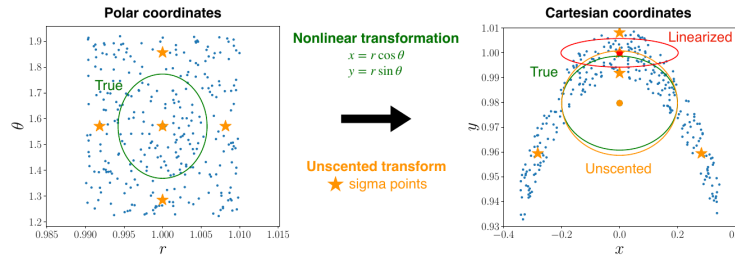 Polar coordinates
1.9
1.8
1.7
1.6
1.5
1.4
1.3
1.2
θ
True
0.985
0.990
0.995
1.000
1.005
1.010
1.015
r
Nonlinear transformation
x = r cos θ
y = r sin θ
Unscented transform
sigma points
Cartesian coordinates
1.01
1.00
0.99
0.98
0.96
0.95
0.94
0.93
y
Linearized
True
Unscented
−0.4
−0.2
0.0
0.2
0.
x